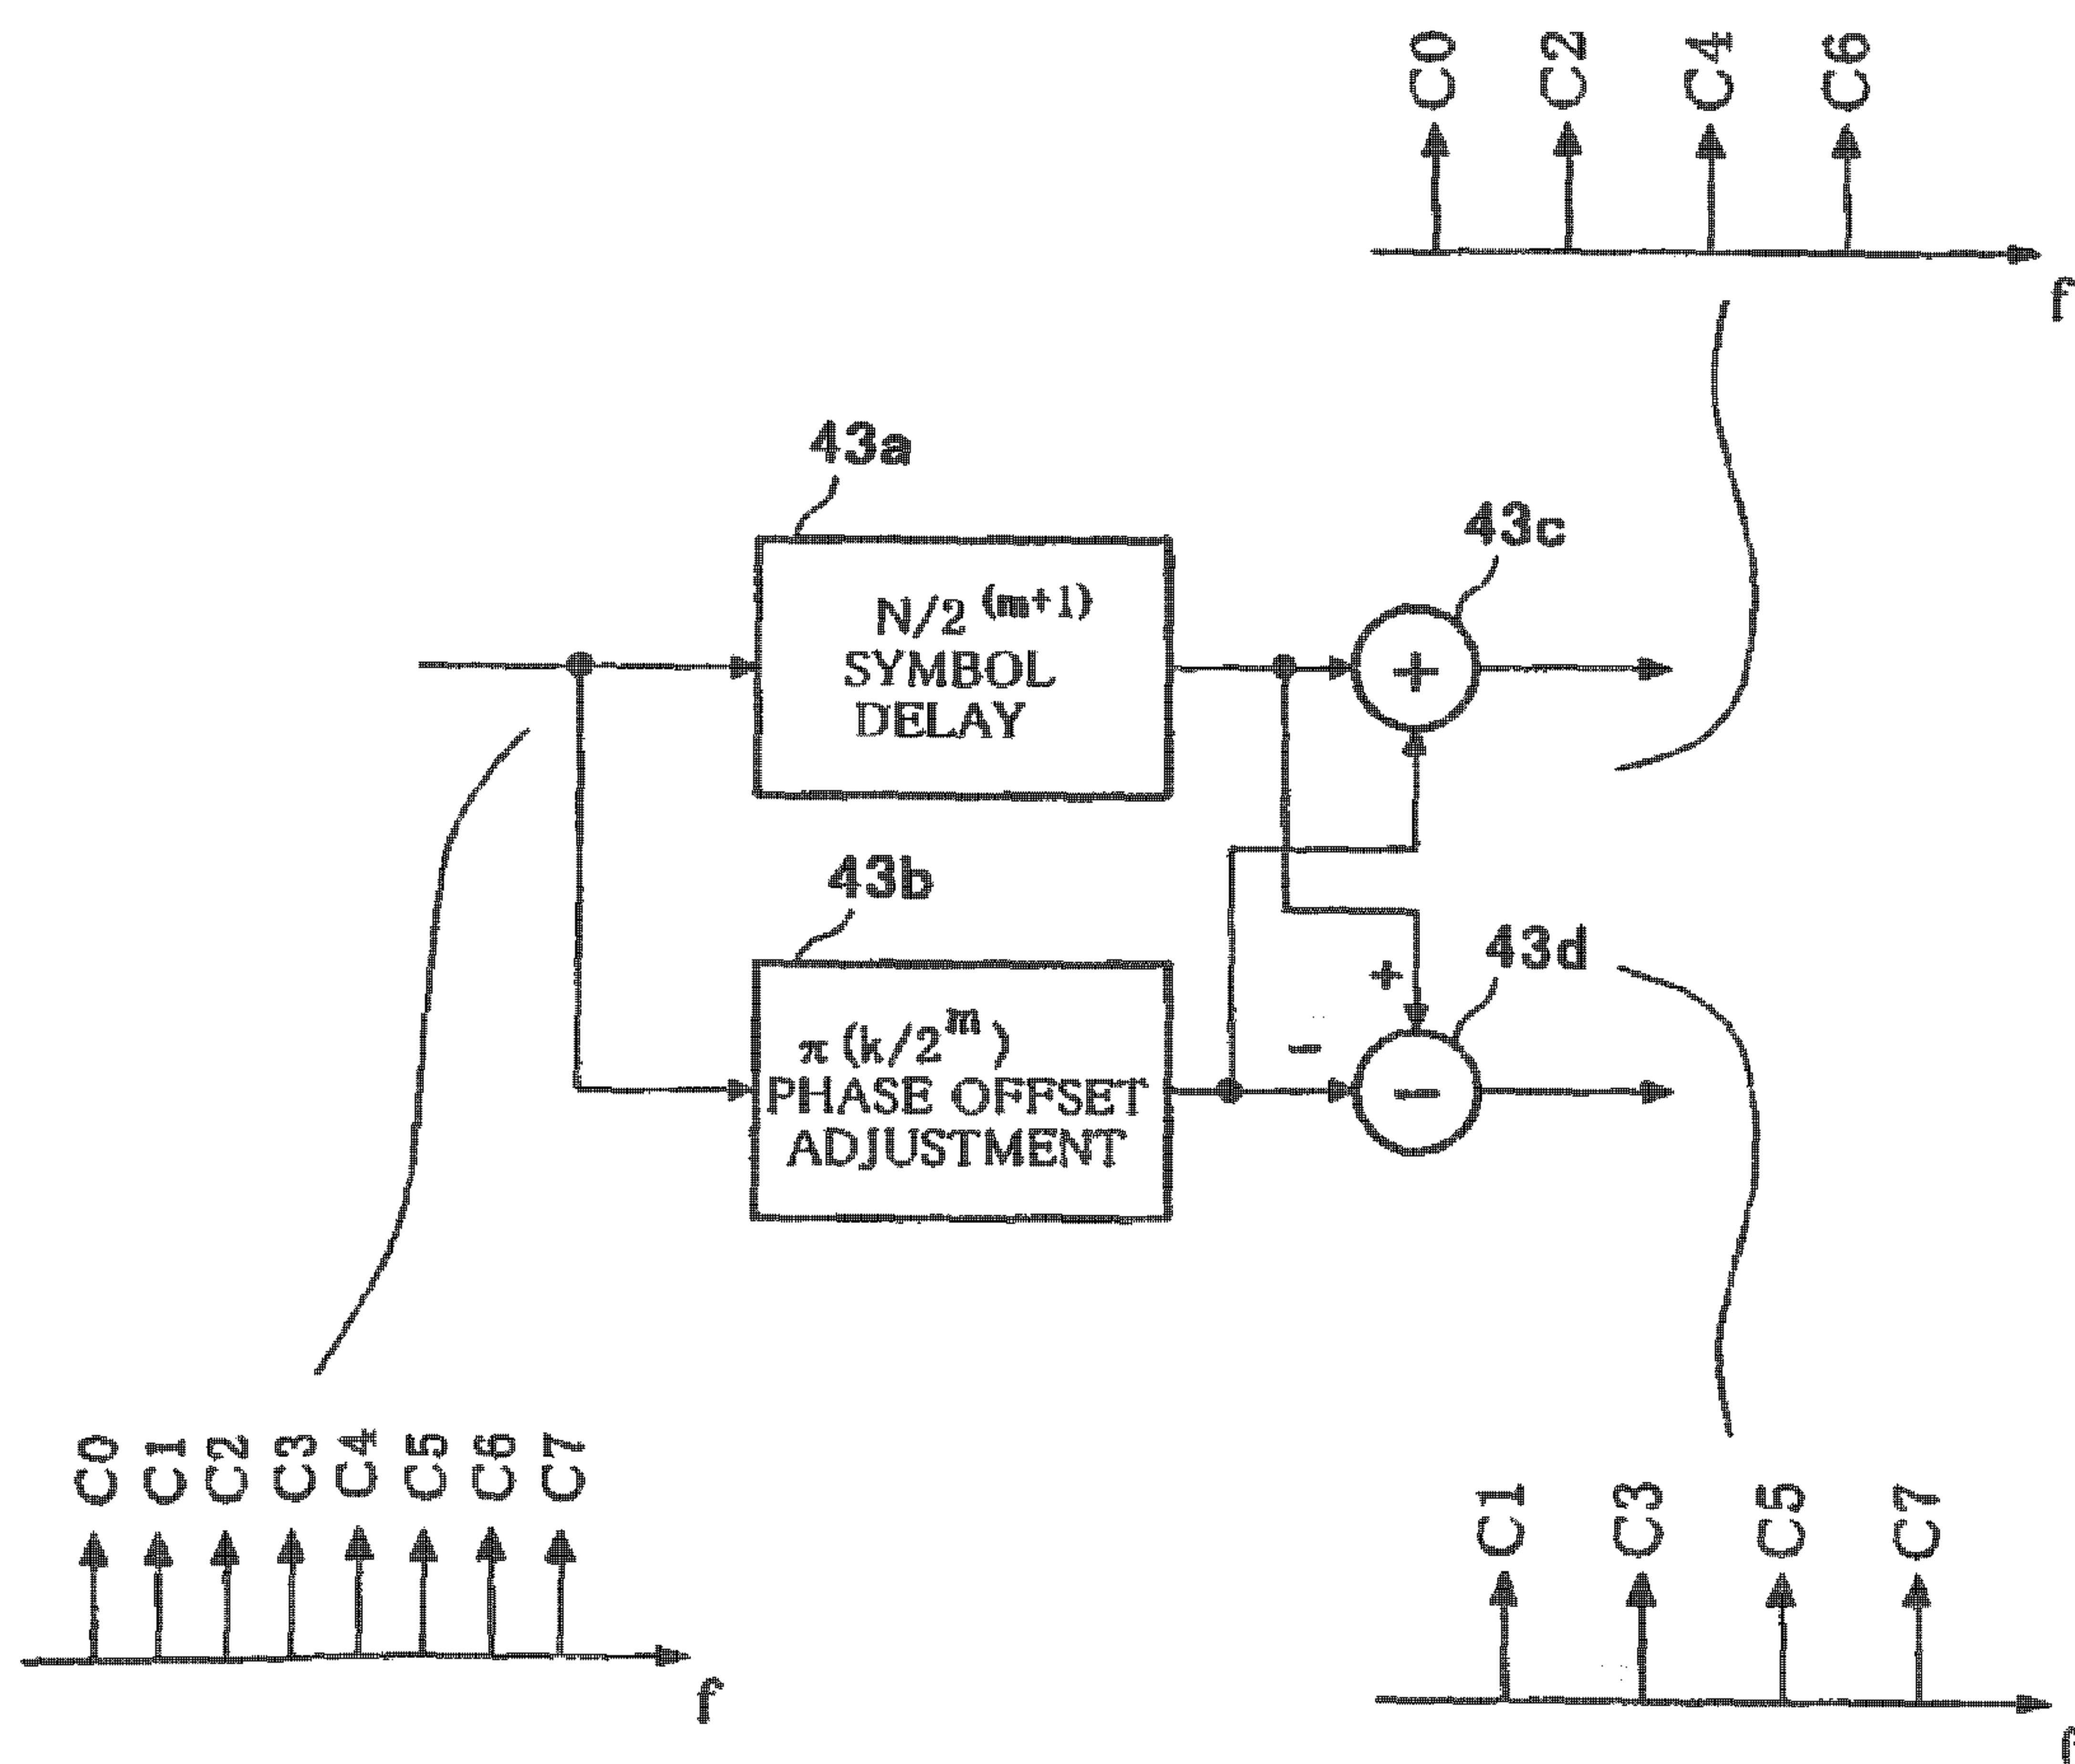 C0 C2 C4 C6
f
43a
N/2 (m+1)
SYMBOL
DELAY
43c
+
43b
π(k/2^m)
PHASE OFFSET
ADJUSTMENT
43d
+
-
-
C0 C1 C2 C3 C4 C5 C6 C7
f
C1 C3 C5 C7